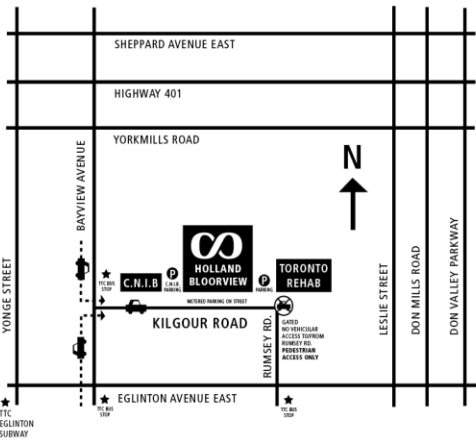 SHEPPARD AVENUE EAST
HIGHWAY 401
YORKMILLS ROAD
N
BAYVIEW AVENUE
YONGE STREET
LESLIE STREET
DON MILLS ROAD
DON VALLEY PARKWAY
TTC BUS
STOP
C.N.I.B
P
C.N.I.B.
PARKING
HOLLAND
BLOORVIEW
P
PARKING
TORONTO
REHAB
METERED PARKING ON STREET
KILGOUR ROAD
RUMSEY RD.
GATED
NO VEHICULAR
ACCESS TO/FROM
RUMSEY RD.
PEDESTRIAN
ACCESS ONLY
EGLINTON AVENUE EAST
TTC
EGLINTON
SUBWAY
TTC BUS
STOP
TTC BUS
STOP